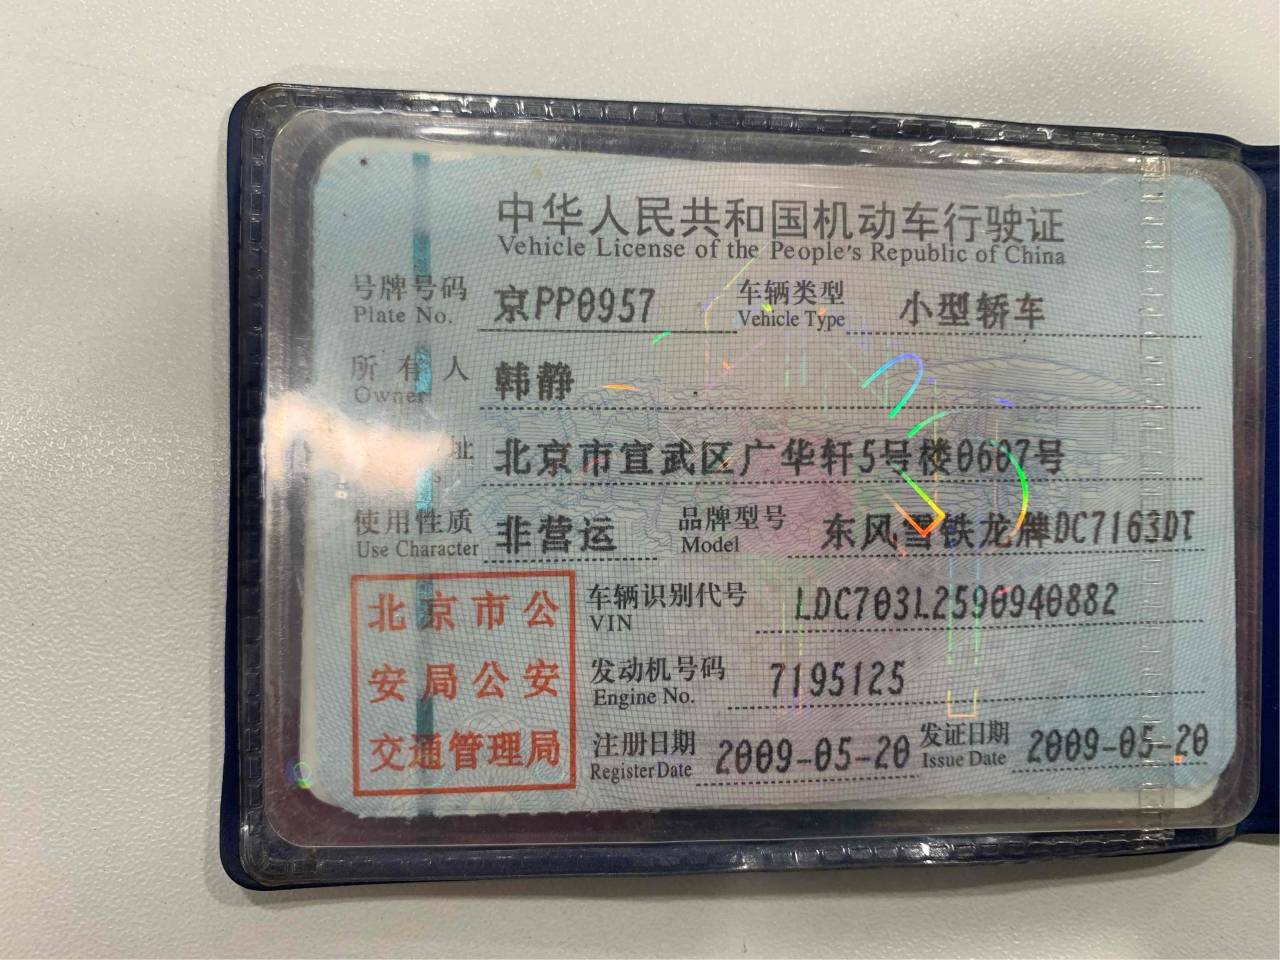 中华人民共和国机动车行驶证
Vehicle License of the People's Republic of China
号牌号码 京PP0957 车辆类型 小型轿车
Plate No. Vehicle Type
所有人 韩静
Owner
址 北京市宣武区广华轩5号楼0607号
使用性质 非营运 品牌型号 东风雪铁龙牌DC7163DT
Use Character Model
北京市公
安局公安
交通管理局
车辆识别代号 LDC703L2590940882
VIN
发动机号码 7195125
Engine No.
注册日期 2009-05-20 发证日期 2009-05-20
Register Date Issue Date